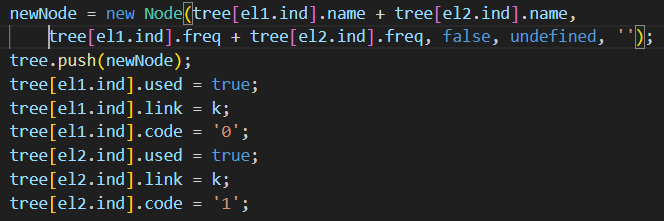 newNode = new Node(tree[el1.ind].name + tree[el2.ind].name,
tree[el1.ind].freq + tree[el2.ind].freq, false, undefined, '');
tree.push(newNode);
tree[el1.ind].used = true;
tree[el1.ind].link = k;
tree[el1.ind].code = '0';
tree[el2.ind].used = true;
tree[el2.ind].link = k;
tree[el2.ind].code = '1';